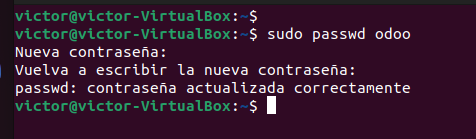 victor@victor-VirtualBox:~$
victor@victor-VirtualBox:~$ sudo passwd odoo
Nueva contraseña:
Vuelva a escribir la nueva contraseña:
passwd: contraseña actualizada correctamente
victor@victor-VirtualBox:~$